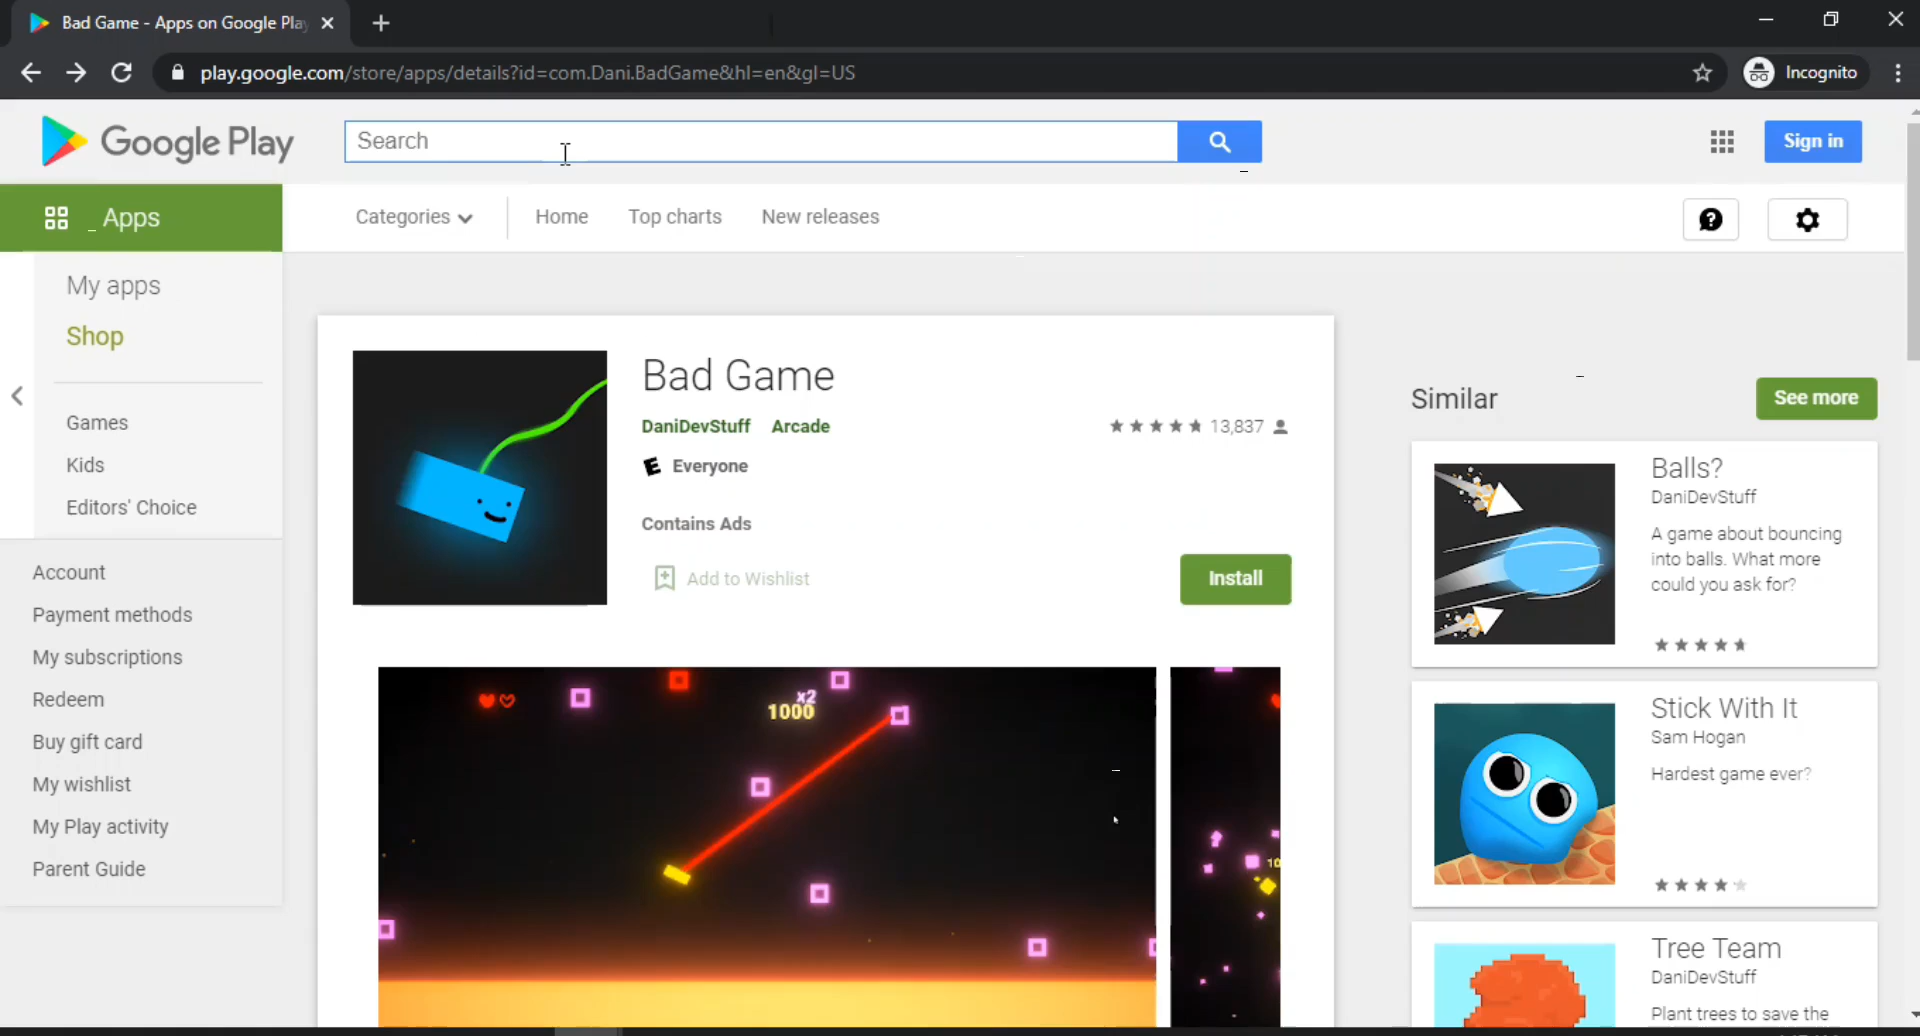 Bad Game - Apps on Google Pla
play.google.com/store/apps/details?id=com.Dani.BadGame&hl=en&gl=US
Incognito
Google Play
Search
Sign in
Apps
Categories
Home
Top charts
New releases
My apps
Shop
Games
Kids
Editors' Choice
Account
Payment methods
My subscriptions
Redeem
Buy gift card
My wishlist
My Play activity
Parent Guide
Bad Game
DaniDevStuff Arcade
13,837
E Everyone
Contains Ads
Add to Wishlist
Install
x2
1000
10
Similar
See more
Balls?
DaniDevStuff
A game about bouncing
into balls. What more
could you ask for?
Stick With It
Sam Hogan
Hardest game ever?
Tree Team
DaniDevStuff
Plant trees to save the